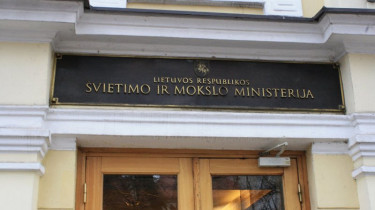 LIETUVOS RESPUBLIKOS
ŠVIETIMO IR MOKSLO MINISTERIJA